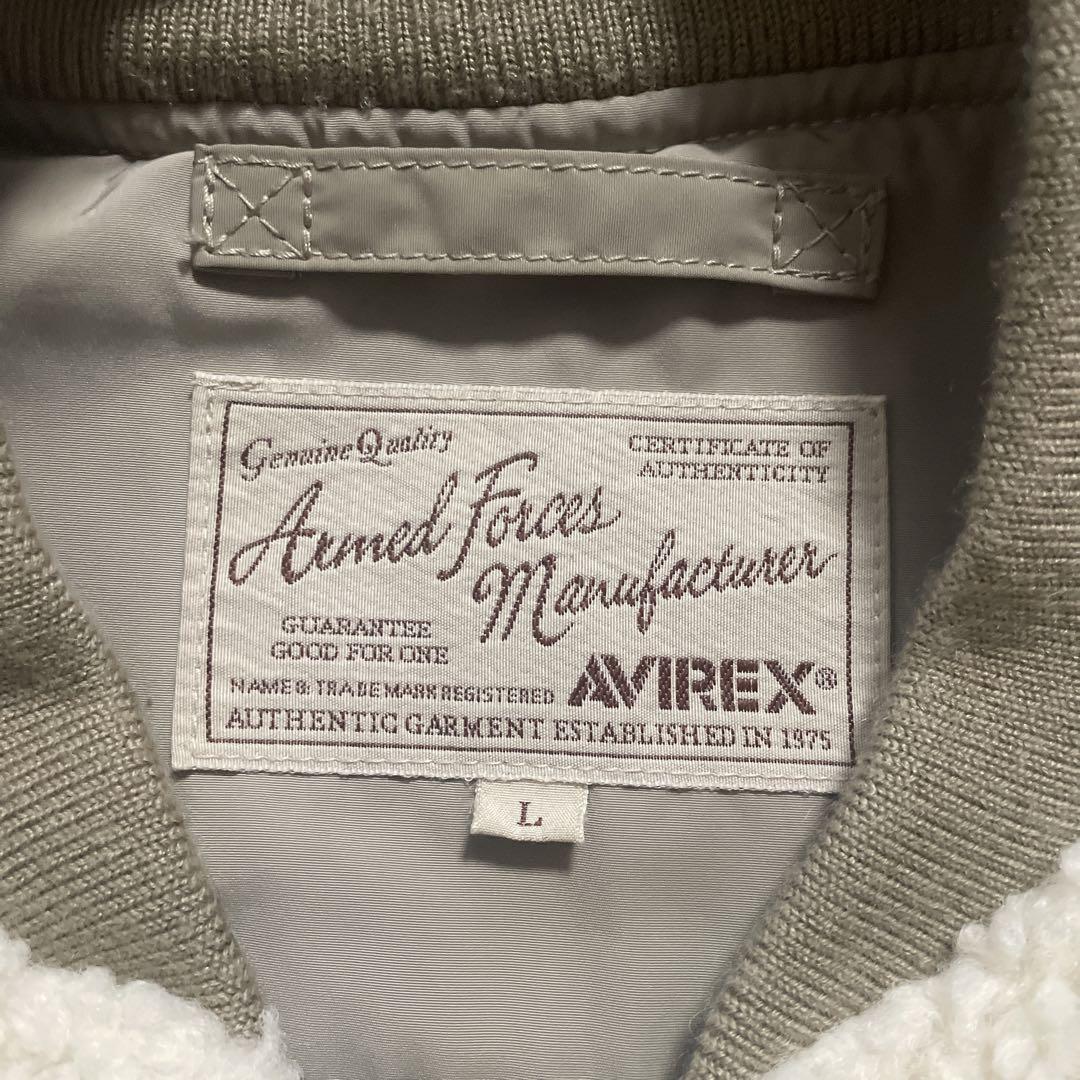 Genuine Quality
CERTIFICATE OF
AUTHENTICITY
Armed Forces
Manufacturer
GUARANTEE
GOOD FOR ONE
NAME & TRADE MARK REGISTERED
AVIREX®
AUTHENTIC GARMENT ESTABLISHED IN 1975
L